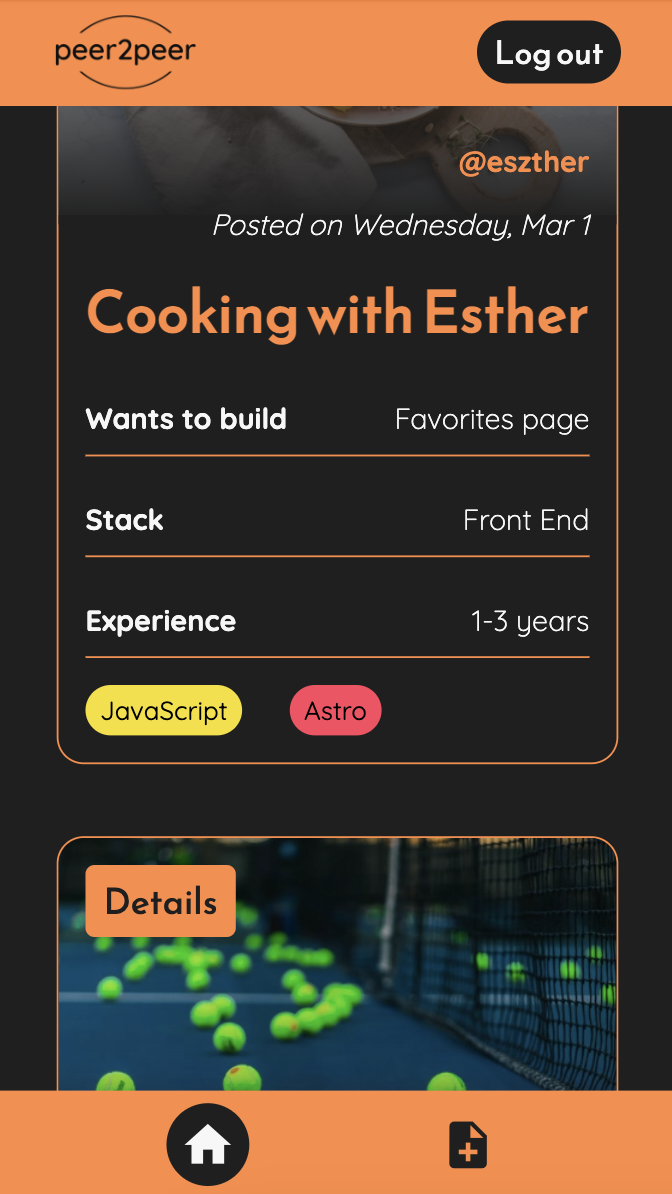 peer2peer
Log out
@eszther
Posted on Wednesday, Mar 1
Cooking with Esther
Wants to build Favorites page
Stack Front End
Experience 1-3 years
JavaScript Astro
Details